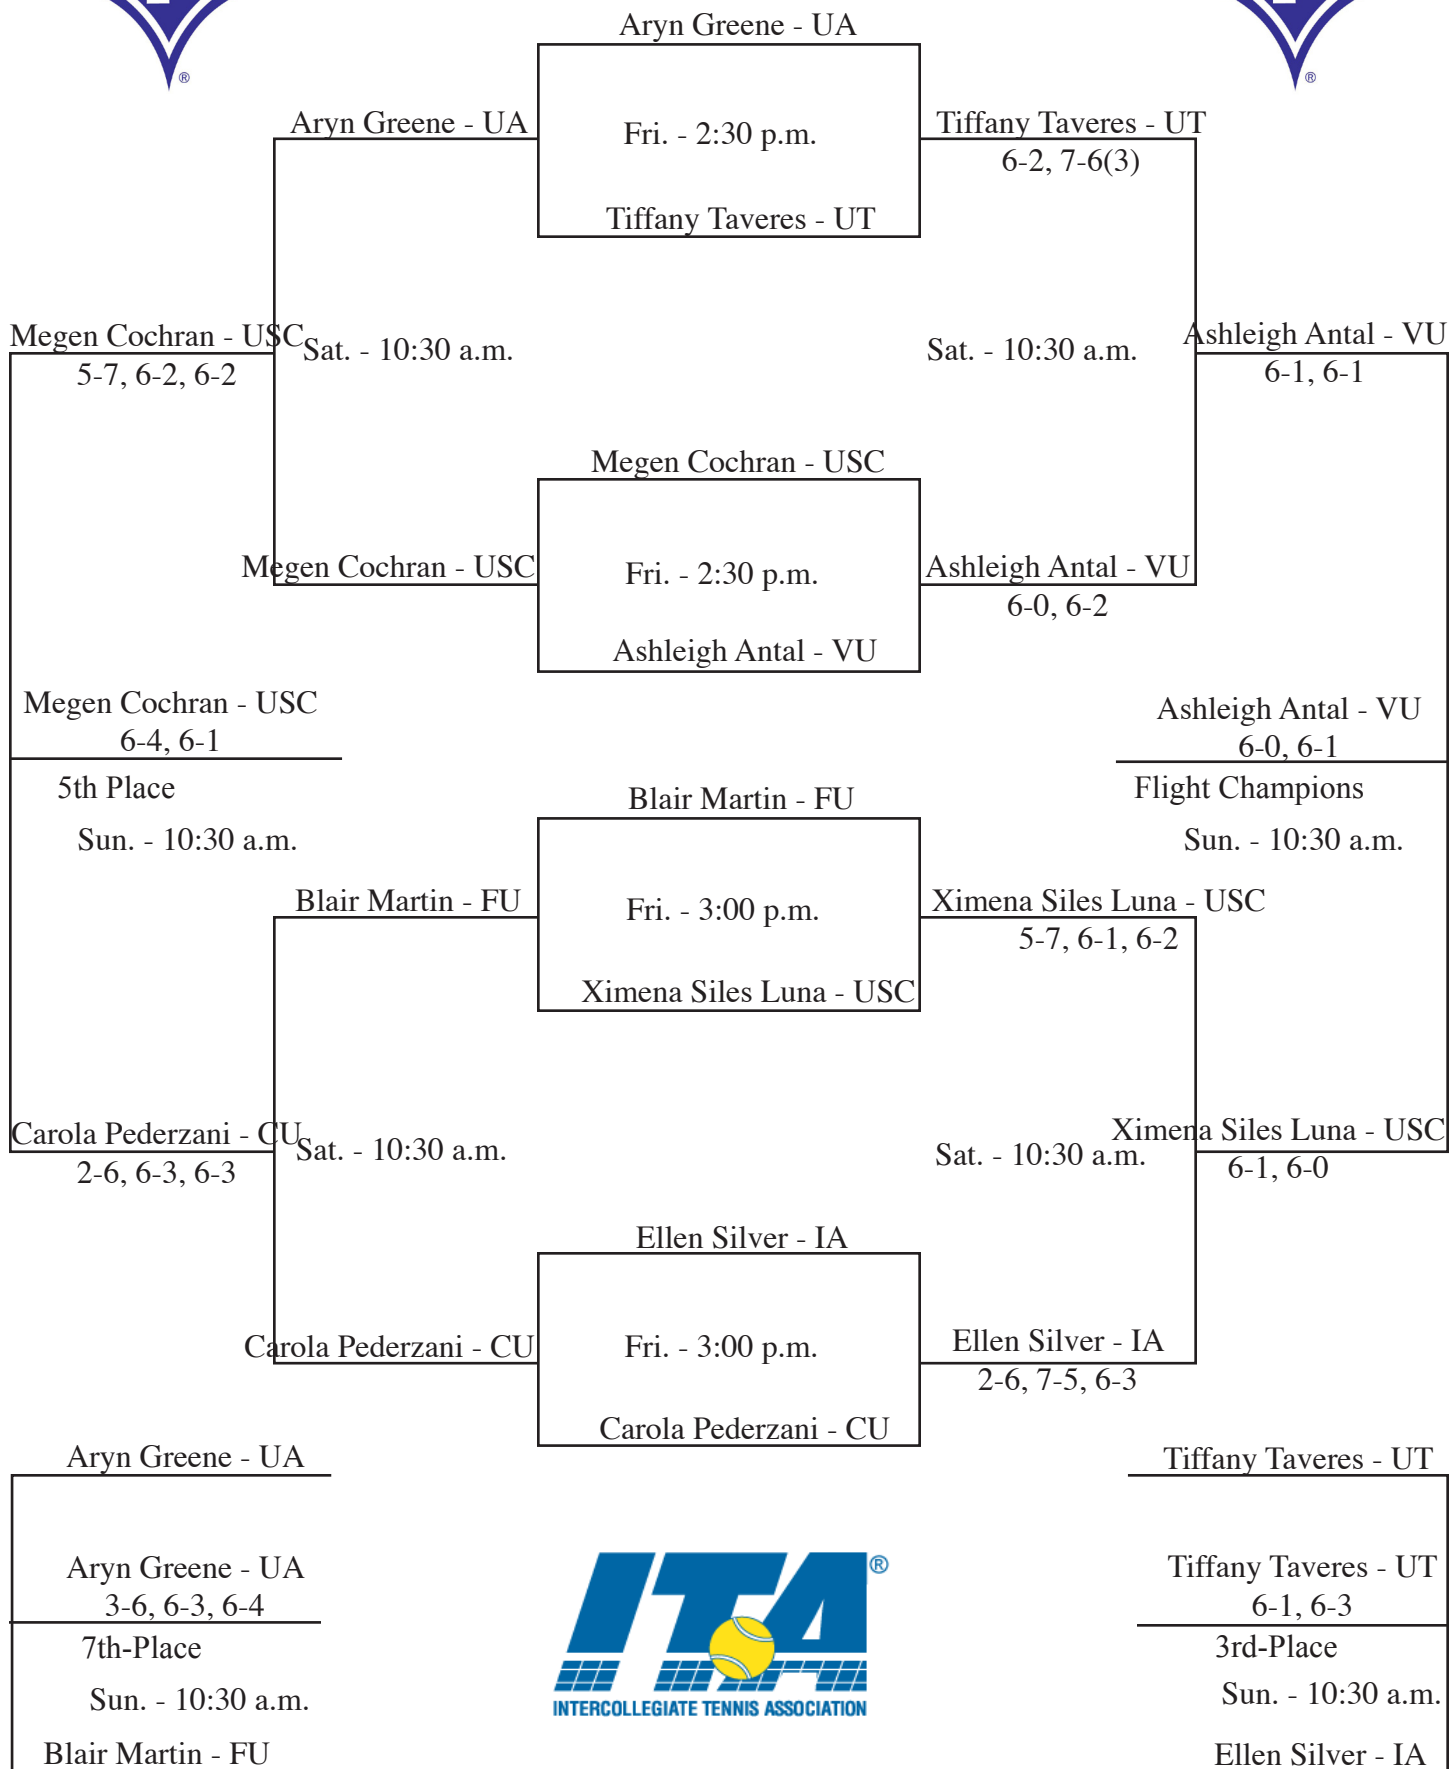 Aryn Greene - UA
®
®
Aryn Greene - UA
Fri. - 2:30 p.m.
Tiffany Taveres - UT
6-2, 7-6(3)
Tiffany Taveres - UT
Megen Cochran - USC
5-7, 6-2, 6-2
Sat. - 10:30 a.m.
Sat. - 10:30 a.m.
Ashleigh Antal - VU
6-1, 6-1
Megen Cochran - USC
Megen Cochran - USC
Fri. - 2:30 p.m.
Ashleigh Antal - VU
6-0, 6-2
Ashleigh Antal - VU
Megen Cochran - USC
6-4, 6-1
5th Place
Sun. - 10:30 a.m.
Ashleigh Antal - VU
6-0, 6-1
Flight Champions
Sun. - 10:30 a.m.
Blair Martin - FU
Blair Martin - FU
Fri. - 3:00 p.m.
Ximena Siles Luna - USC
5-7, 6-1, 6-2
Ximena Siles Luna - USC
Carola Pederzani - CU
2-6, 6-3, 6-3
Sat. - 10:30 a.m.
Sat. - 10:30 a.m.
Ximena Siles Luna - USC
6-1, 6-0
Ellen Silver - IA
Carola Pederzani - CU
Fri. - 3:00 p.m.
Ellen Silver - IA
2-6, 7-5, 6-3
Carola Pederzani - CU
Aryn Greene - UA
Aryn Greene - UA
3-6, 6-3, 6-4
7th-Place
Sun. - 10:30 a.m.
Blair Martin - FU
ITA®
INTERCOLLEGIATE TENNIS ASSOCIATION
Tiffany Taveres - UT
Tiffany Taveres - UT
6-1, 6-3
3rd-Place
Sun. - 10:30 a.m.
Ellen Silver - IA